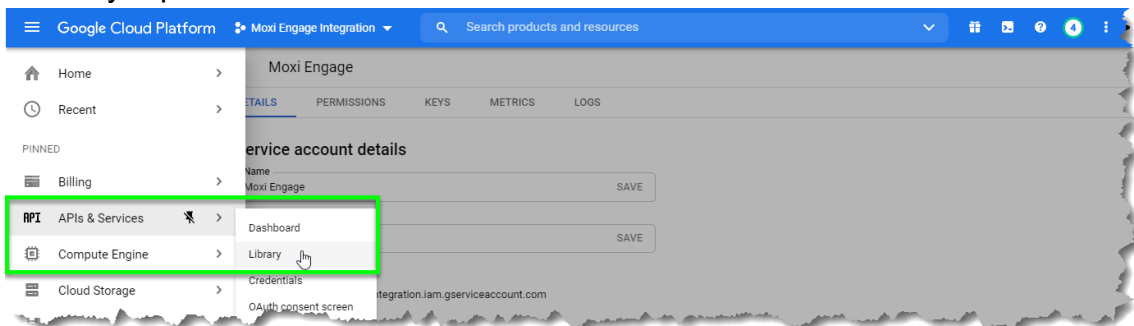 Google Cloud Platform Moxi Engage Integration Search products and resources 4
Home
Recent
PINNED
Billing
API APIs & Services
Compute Engine
Cloud Storage
Dashboard
Library
Credentials
OAuth consent screen
Moxi Engage
ETAILS PERMISSIONS KEYS METRICS LOGS
ervice account details
Name
Moxi Engage SAVE
SAVE
tegration.iam.gserviceaccount.com